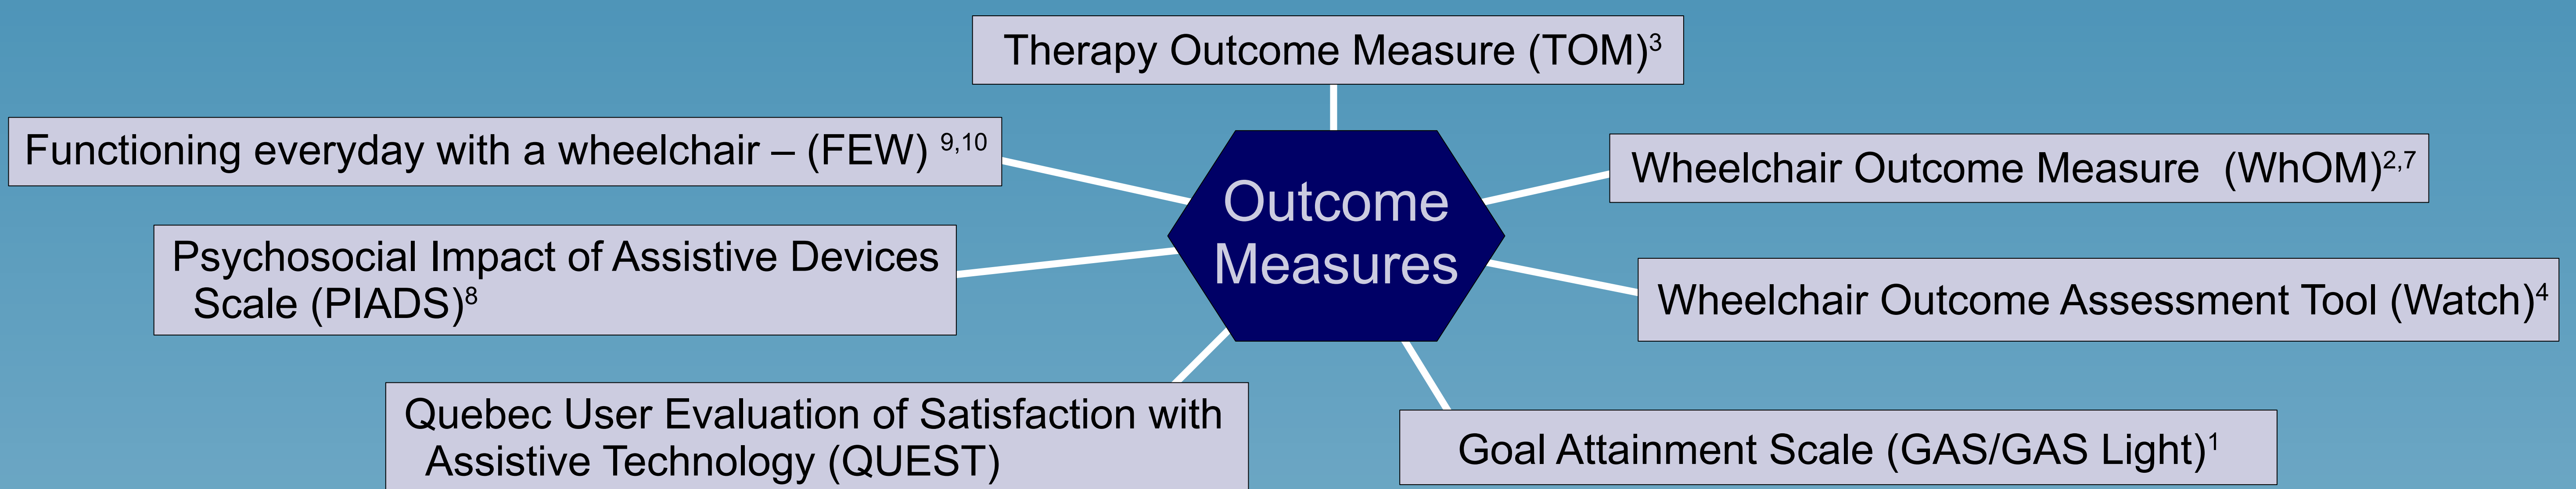 Therapy Outcome Measure (TOM)3
Functioning everyday with a wheelchair – (FEW) 9,10
Wheelchair Outcome Measure (WhOM)2,7
Outcome
Measures
Psychosocial Impact of Assistive Devices
Scale (PIADS)8
Wheelchair Outcome Assessment Tool (Watch)4
Quebec User Evaluation of Satisfaction with
Assistive Technology (QUEST)
Goal Attainment Scale (GAS/GAS Light)1